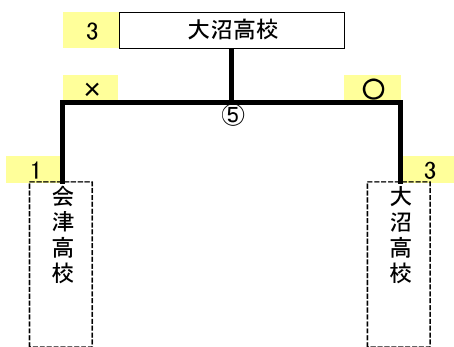 3 大沼高校
× ○
⑤
1 3
会津高校
大沼高校